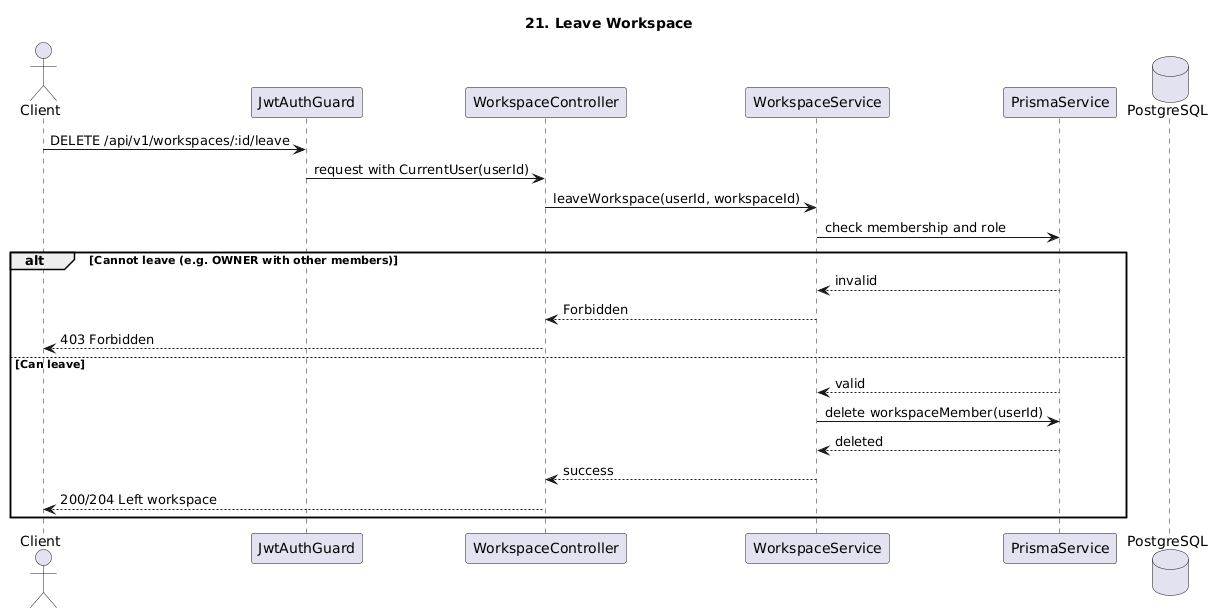 21. Leave Workspace
Client
JwtAuthGuard
WorkspaceController
WorkspaceService
PrismaService
PostgreSQL
DELETE /api/v1/workspaces/:id/leave
request with CurrentUser(userId)
leaveWorkspace(userId, workspaceId)
check membership and role
alt [Cannot leave (e.g. OWNER with other members)]
invalid
Forbidden
403 Forbidden
[Can leave]
valid
delete workspaceMember(userId)
deleted
success
200/204 Left workspace
Client
JwtAuthGuard
WorkspaceController
WorkspaceService
PrismaService
PostgreSQL